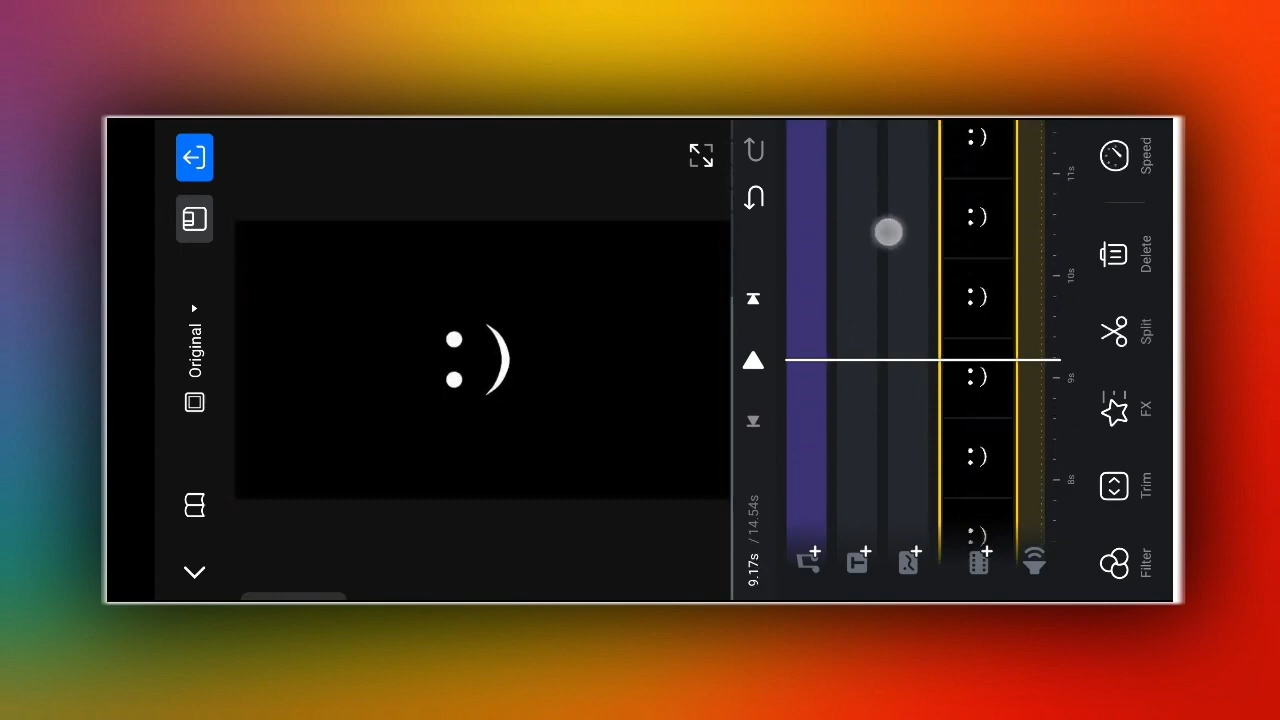 Original
:)
9.17s / 14.54s
8s
9s
10s
11s
Filter
Trim
FX
Split
Delete
Speed